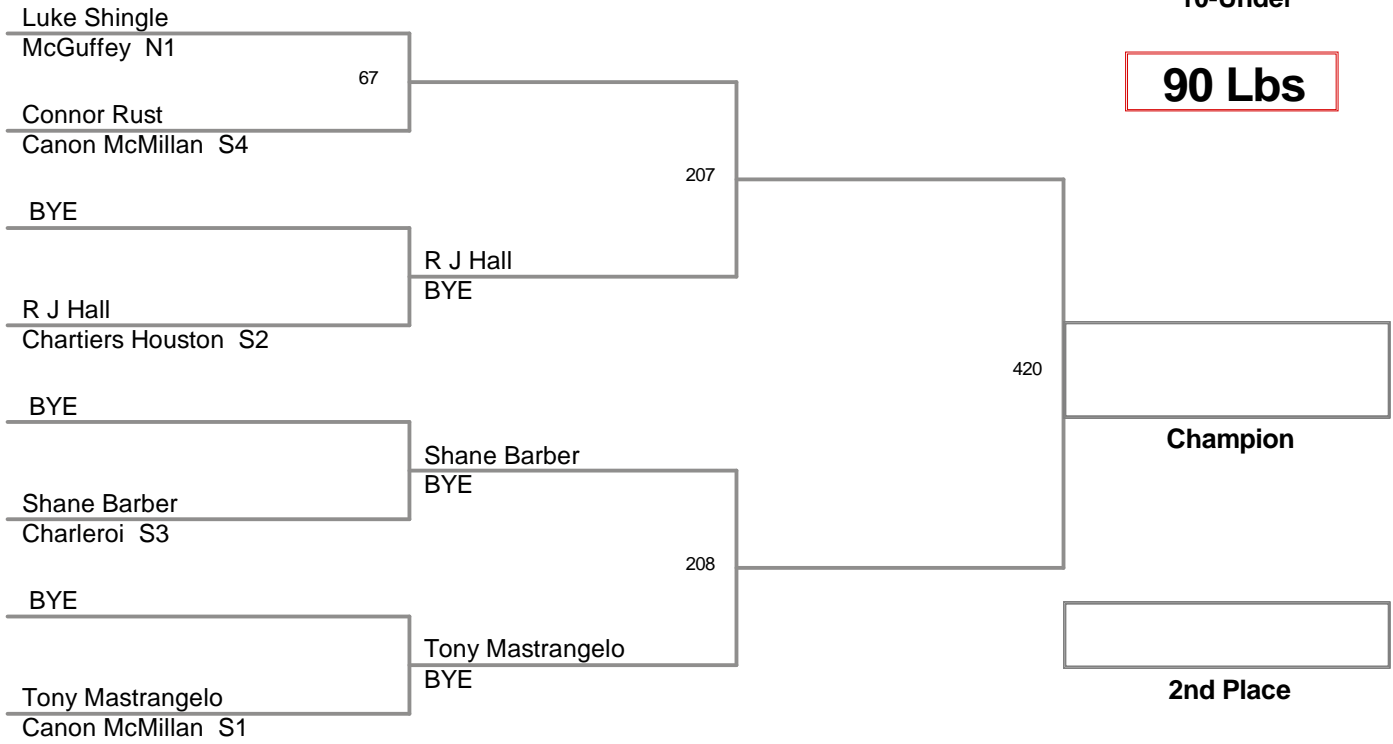 10-Under
90 Lbs
Luke Shingle
McGuffey N1
67
Connor Rust
Canon McMillan S4
207
BYE
R J Hall
BYE
R J Hall
Chartiers Houston S2
420
BYE
Champion
Shane Barber
BYE
Shane Barber
Charleroi S3
208
BYE
Tony Mastrangelo
BYE
2nd Place
Tony Mastrangelo
Canon McMillan S1